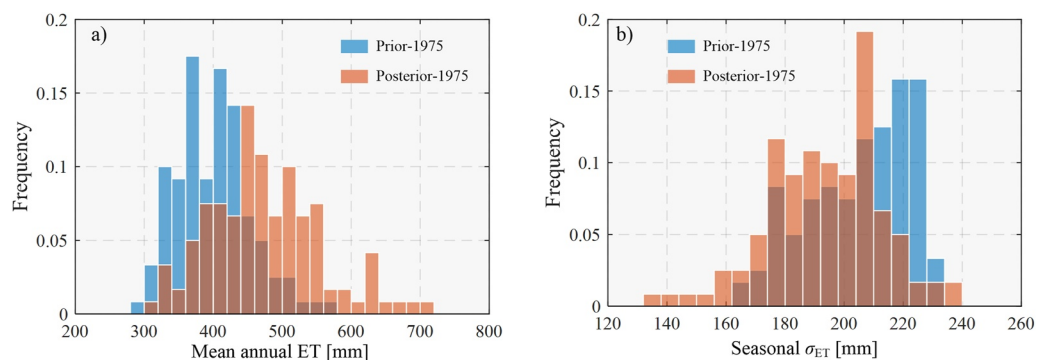 a)
Prior-1975
Posterior-1975
0.2
0.15
0.1
0.05
0
Frequency
200 300 400 500 600 700 800
Mean annual ET [mm]
b)
Prior-1975
Posterior-1975
0.2
0.15
0.1
0.05
0
Frequency
120 140 160 180 200 220 240 260
Seasonal σET [mm]